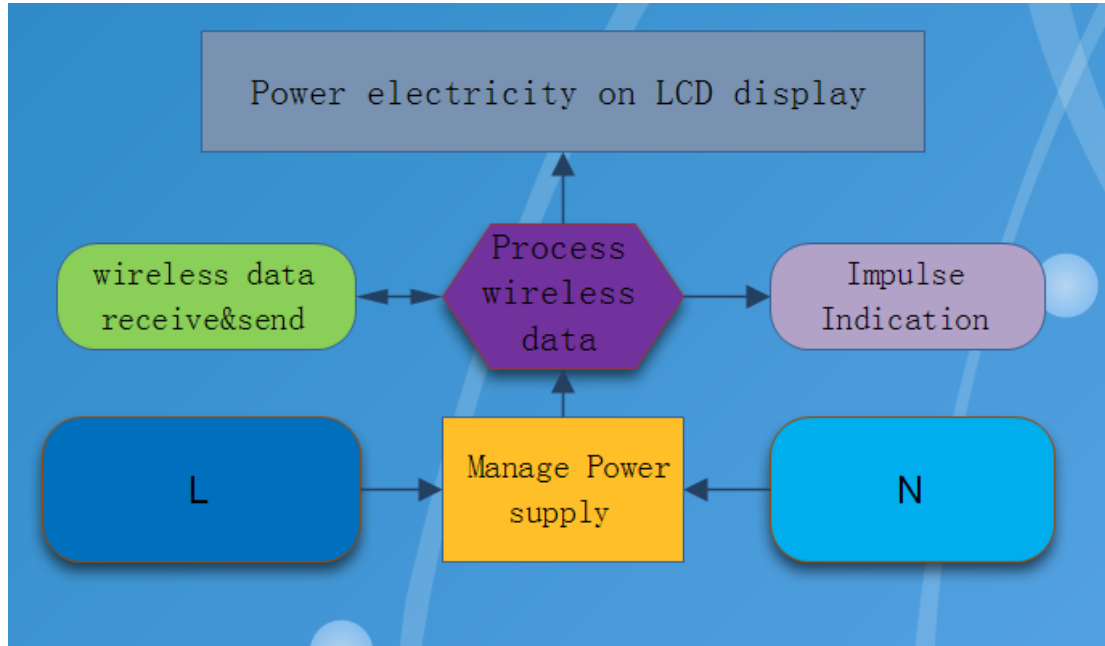 Power electricity on LCD display
wireless data
receive&send
Process
wireless
data
Impulse
Indication
L
Manage Power
supply
N